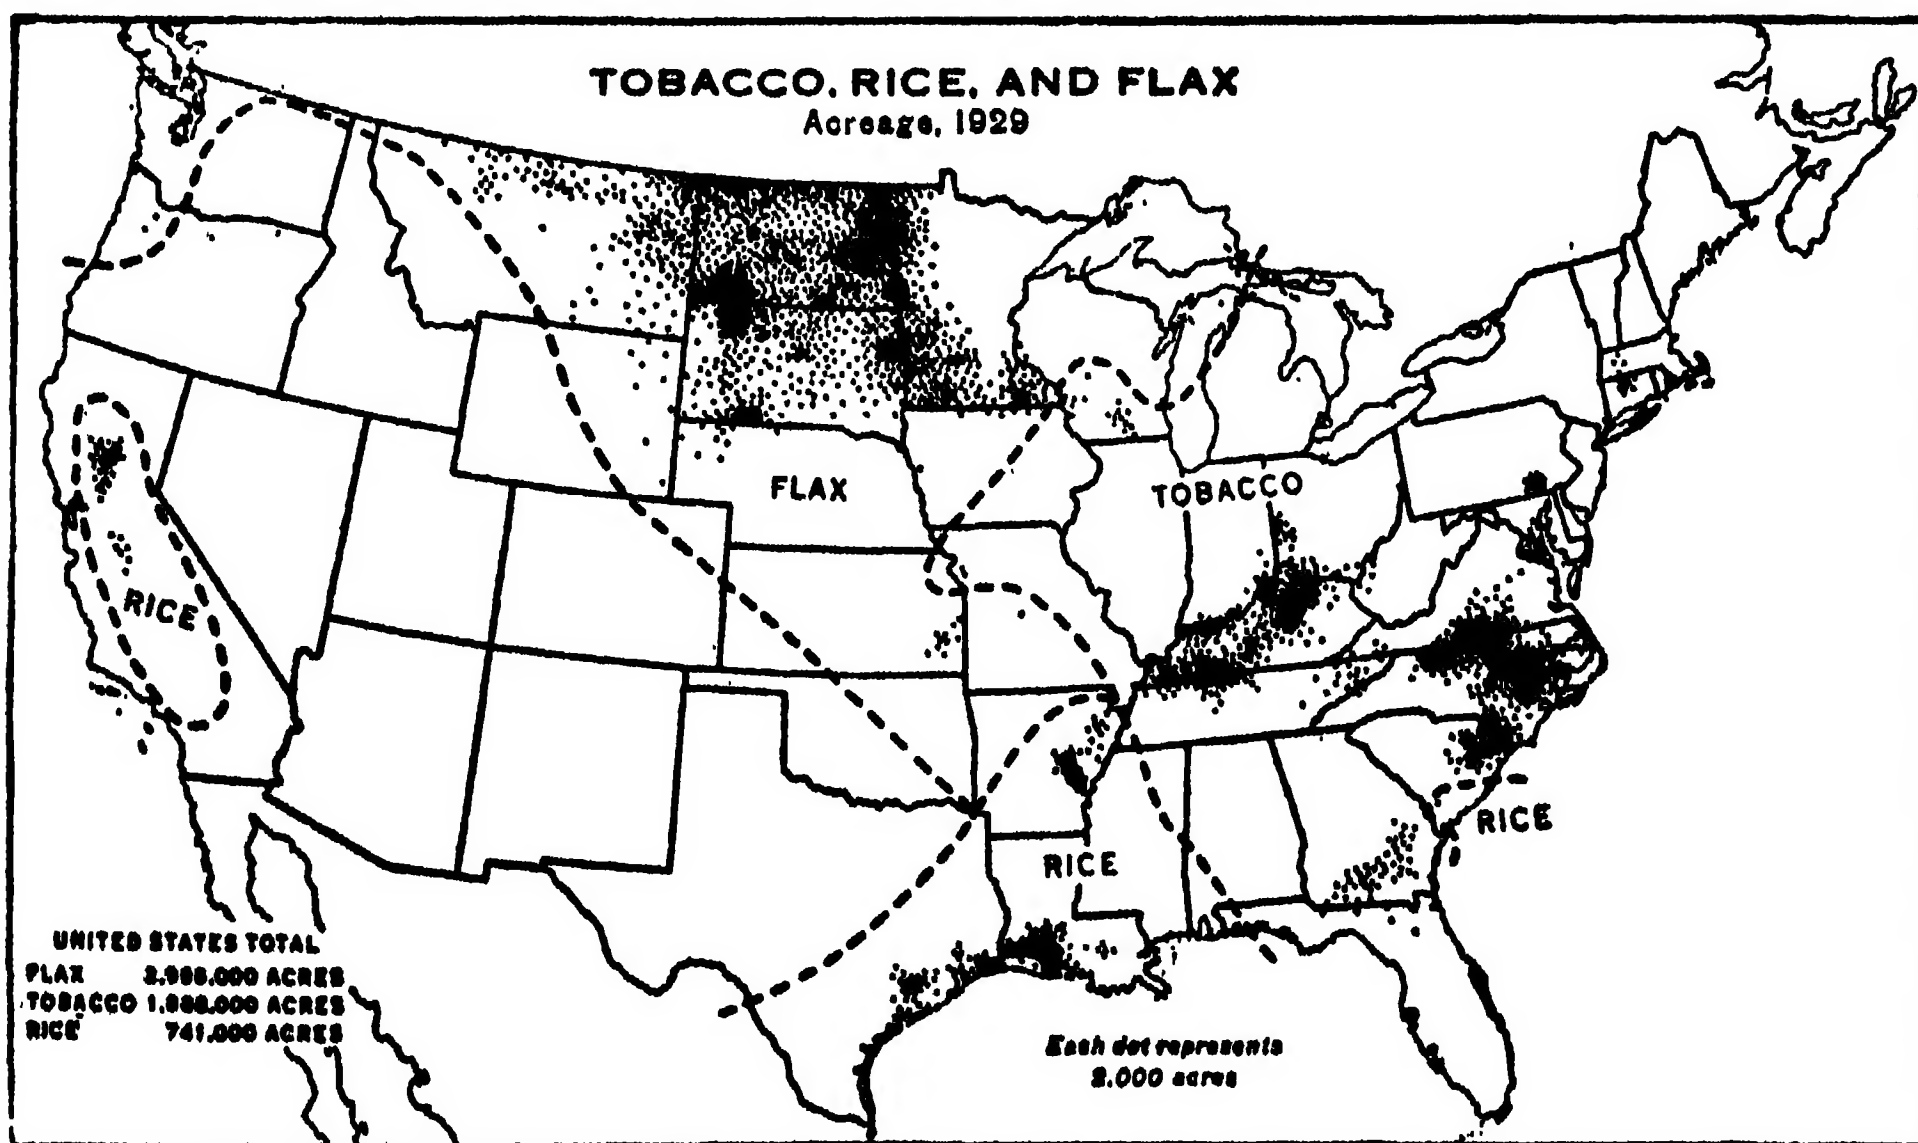 TOBACCO, RICE, AND FLAX
Acreage, 1929
FLAX
TOBACCO
RICE
RICE
RICE
UNITED STATES TOTAL
FLAX ACRES
TOBACCO ACRES
RICE 741,000 ACRES
Each dot represents
2,000 acres